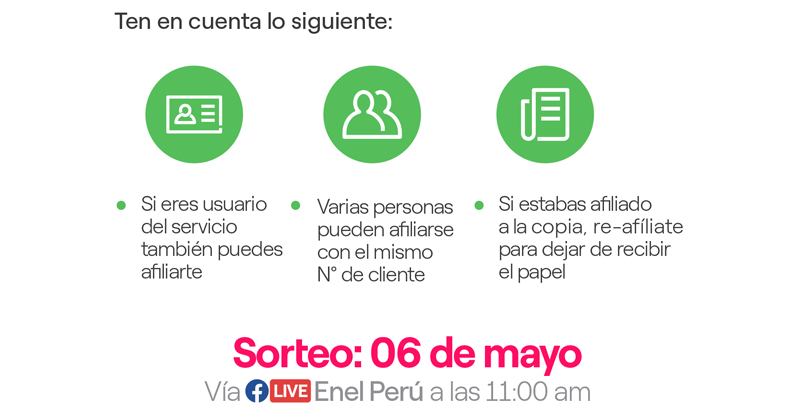 Ten en cuenta lo siguiente:
Si eres usuario
del servicio
también puedes
afiliarte
Varias personas
pueden afiliarse
con el mismo
N° de cliente
Si estabas afiliado
a la copia, re-afíliate
para dejar de recibir
el papel
Sorteo: 06 de mayo
Vía f LIVE Enel Perú a las 11:00 am